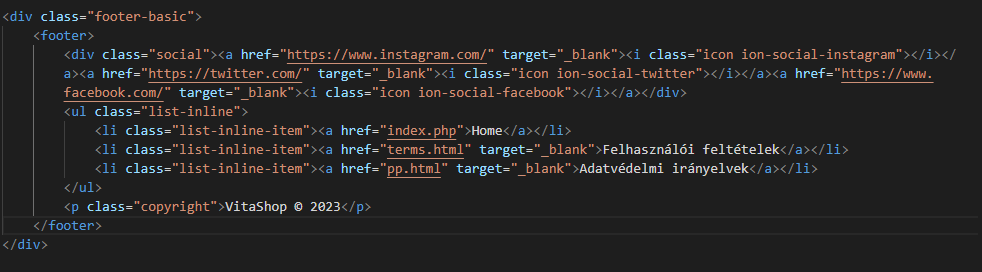 <div class="footer-basic">
<footer>
<div class="social"><a href="https://www.instagram.com/" target="_blank"><i class="icon ion-social-instagram"></i></
a><a href="https://twitter.com/" target="_blank"><i class="icon ion-social-twitter"></i></a><a href="https://www.
facebook.com/" target="_blank"><i class="icon ion-social-facebook"></i></a></div>
<ul class="list-inline">
<li class="list-inline-item"><a href="index.php">Home</a></li>
<li class="list-inline-item"><a href="terms.html" target="_blank">Felhasználói feltételek</a></li>
<li class="list-inline-item"><a href="pp.html" target="_blank">Adatvédelmi irányelvek</a></li>
</ul>
<p class="copyright">VitaShop © 2023</p>
</footer>
</div>